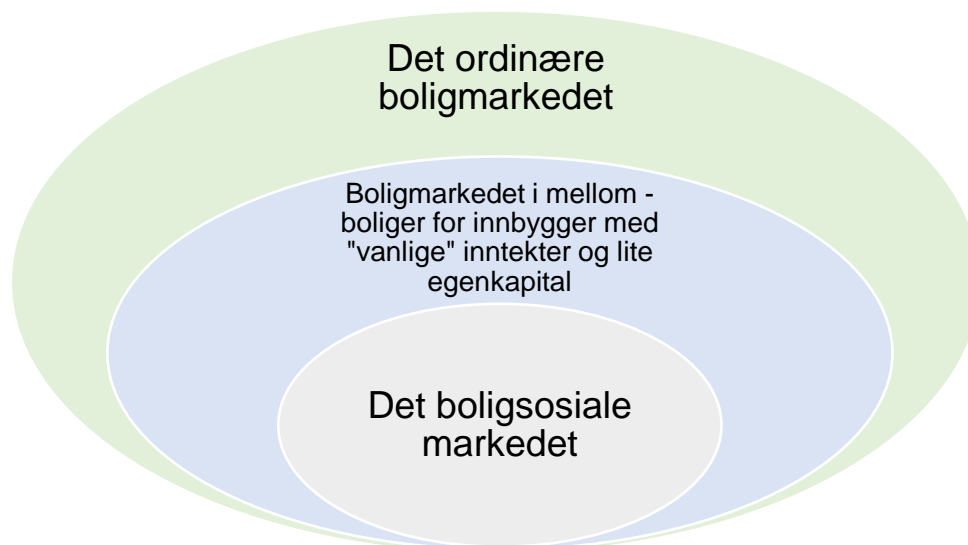 Det ordinære
boligmarkedet
Boligmarkedet i mellom -
boliger for innbygger med
"vanlige" inntekter og lite
egenkapital
Det boligsosiale
markedet